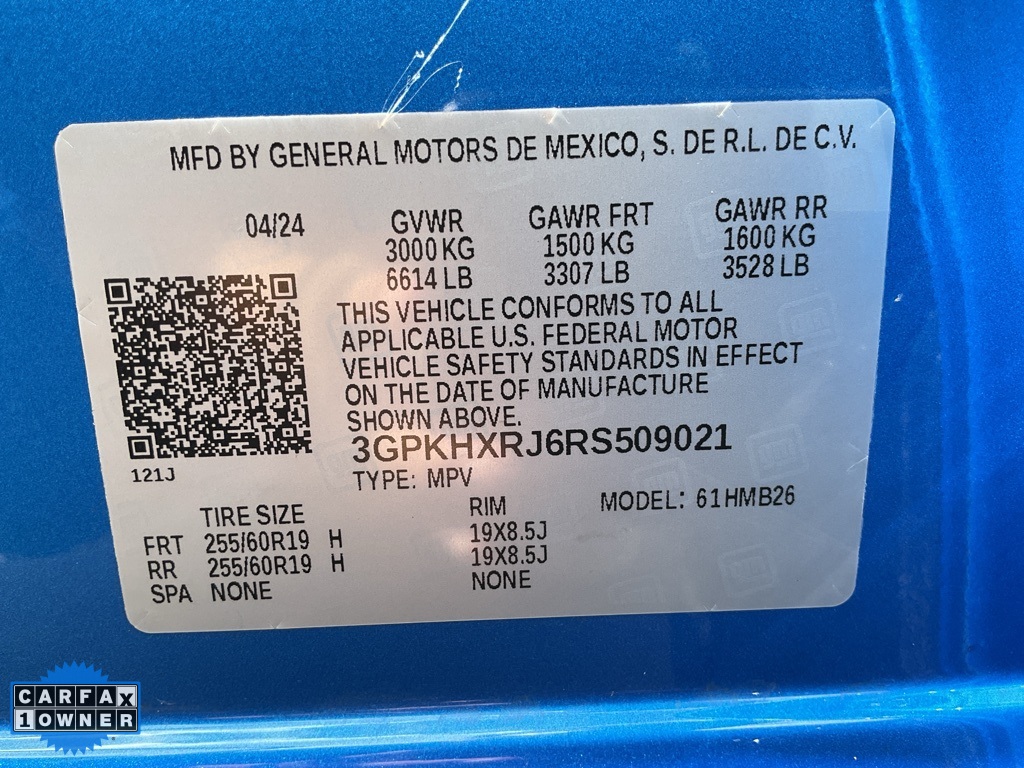 MFD BY GENERAL MOTORS DE MEXICO, S. DE R.L. DE C.V.
04/24 GVWR GAWR FRT GAWR RR
3000 KG 1500 KG 1600 KG
6614 LB 3307 LB 3528 LB
THIS VEHICLE CONFORMS TO ALL
APPLICABLE U.S. FEDERAL MOTOR
VEHICLE SAFETY STANDARDS IN EFFECT
ON THE DATE OF MANUFACTURE
SHOWN ABOVE.
3GPKHXRJ6RS509021
121J
TYPE: MPV
MODEL: 61HMB26
TIRE SIZE RIM
FRT 255/60R19 H 19X8.5J
RR 255/60R19 H 19X8.5J
SPA NONE NONE
CARFAX
1 OWNER